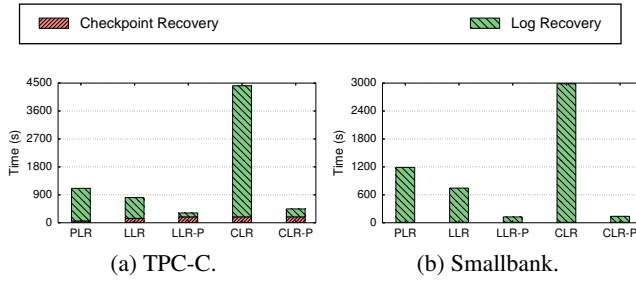 Checkpoint Recovery
Log Recovery
4500
3600
2700
1800
900
0
Time (s)
PLR LLR LLR-P CLR CLR-P
(a) TPC-C.
3000
2400
1800
1200
600
0
Time (s)
PLR LLR LLR-P CLR CLR-P
(b) Smallbank.